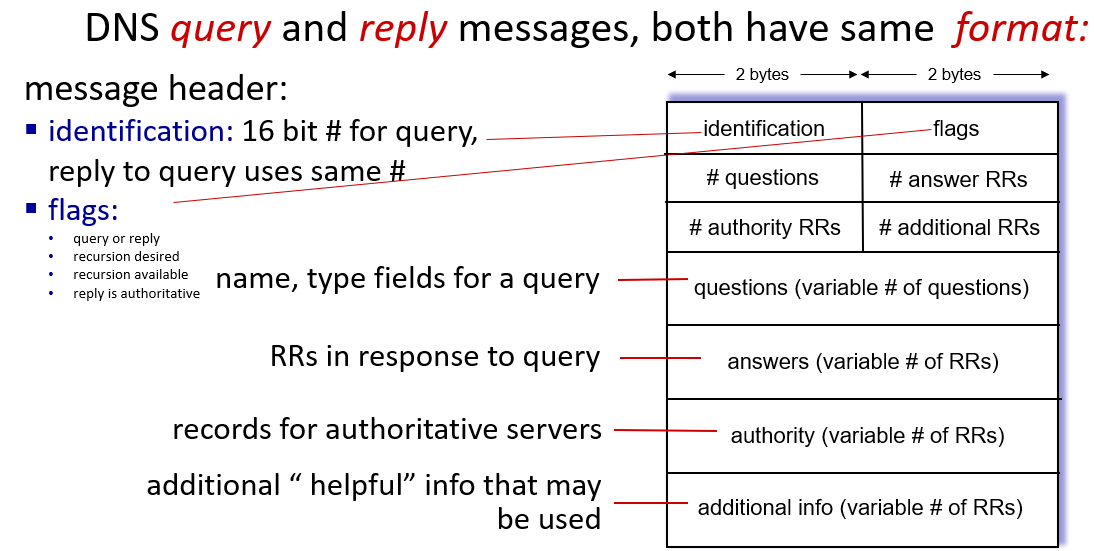 DNS query and reply messages, both have same format:
message header:
▪ identification: 16 bit # for query,
reply to query uses same #
▪ flags:
• query or reply
• recursion desired
• recursion available
• reply is authoritative
2 bytes 2 bytes
identification flags
# questions # answer RRs
# authority RRs # additional RRs
name, type fields for a query
questions (variable # of questions)
RRs in response to query
answers (variable # of RRs)
records for authoritative servers
authority (variable # of RRs)
additional “ helpful” info that may
be used
additional info (variable # of RRs)